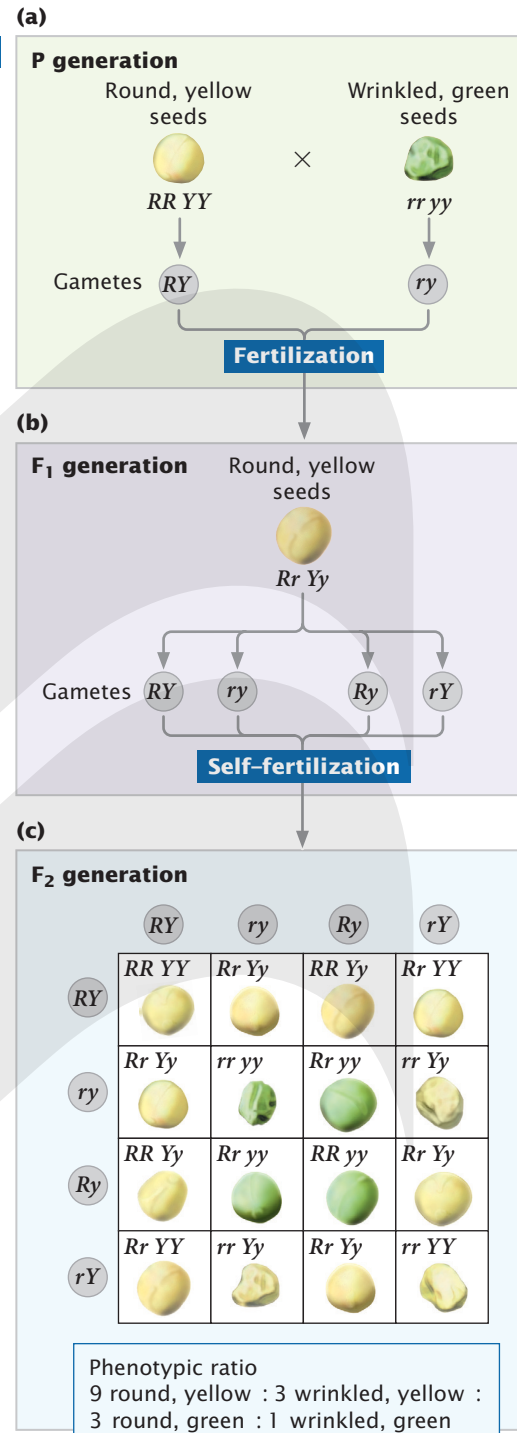 (a)
P generation
Round, yellow
seeds
Wrinkled, green
seeds
×
RR YY
rr yy
Gametes RY ry
Fertilization
(b)
F₁ generation
Round, yellow
seeds
Rr Yy
Gametes RY ry Ry rY
Self–fertilization
(c)
F₂ generation
RY ry Ry rY
RY RR YY Rr Yy RR Yy Rr YY
ry Rr Yy rr yy Rr yy rr Yy
Ry RR Yy Rr yy RR yy Rr Yy
rY Rr YY rr Yy Rr Yy rr YY
Phenotypic ratio
9 round, yellow : 3 wrinkled, yellow :
3 round, green : 1 wrinkled, green